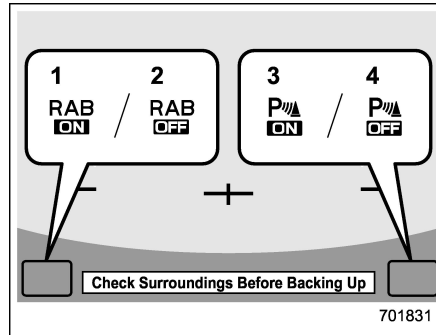 1 2 3 4
RAB / RAB P / P
ON OFF ON OFF
Check Surroundings Before Backing Up
701831